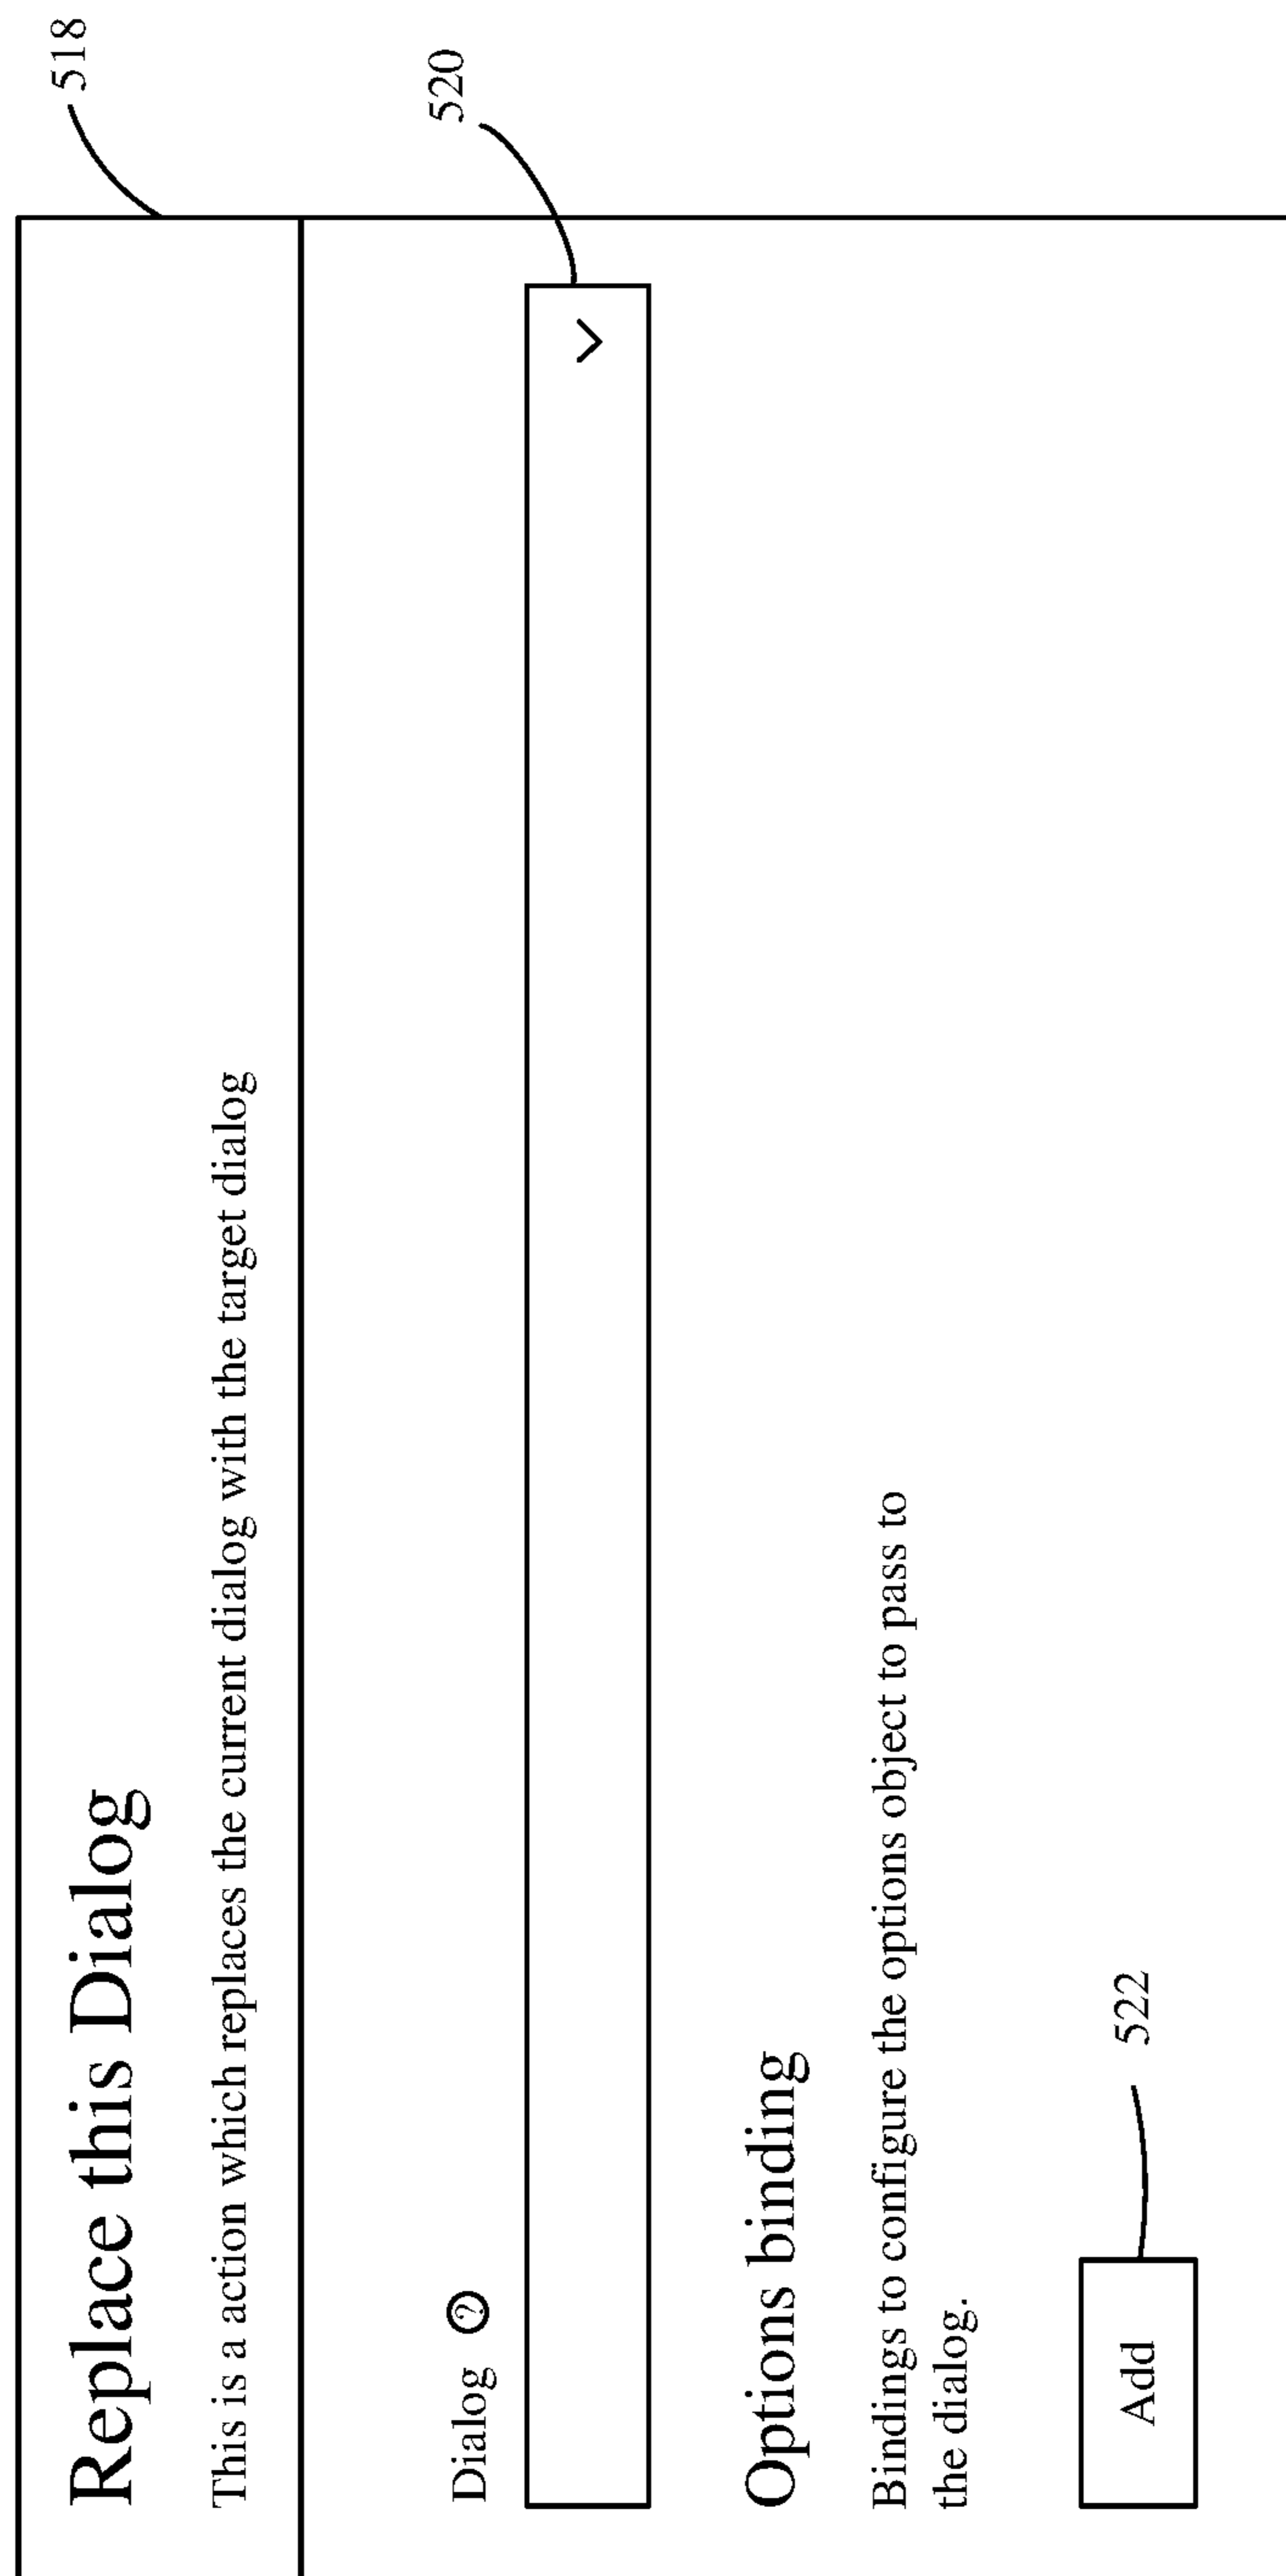 518
Replace this Dialog
This is a action which replaces the current dialog with the target dialog
520
Dialog ?
Options binding
Bindings to configure the options object to pass to
the dialog.
522
Add